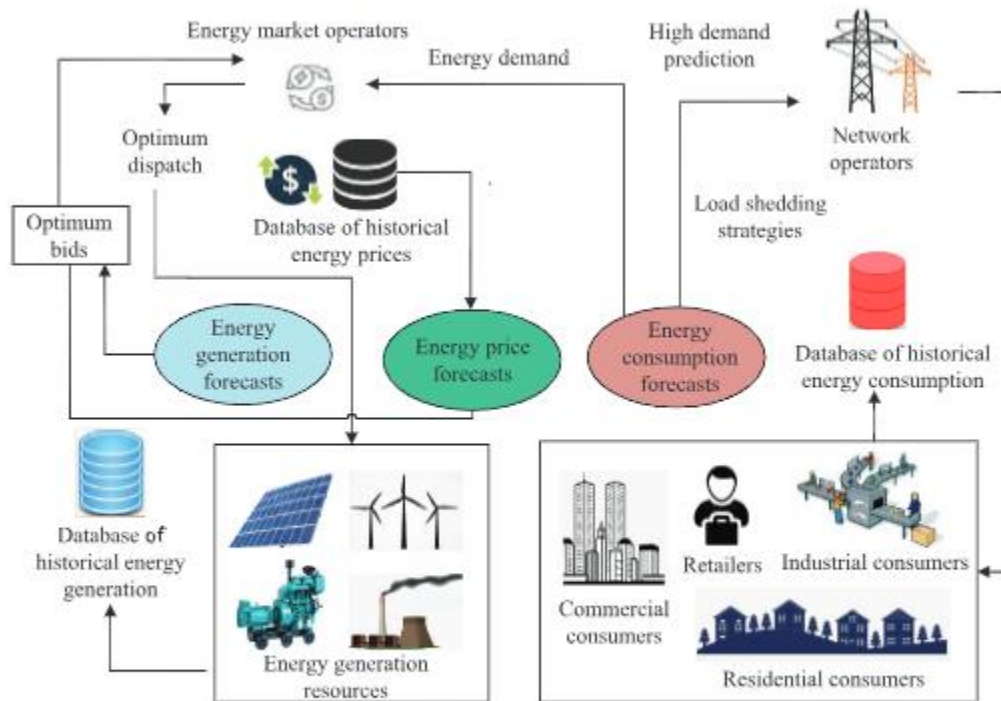 Energy market operators
Energy demand
High demand
prediction
Network
operators
Optimum
dispatch
Optimum
bids
Database of historical
energy prices
Load shedding
strategies
Energy
generation
forecasts
Energy price
forecasts
Energy
consumption
forecasts
Database of historical
energy consumption
Database of
historical energy
generation
Energy generation
resources
Commercial
consumers
Retailers
Industrial consumers
Residential consumers